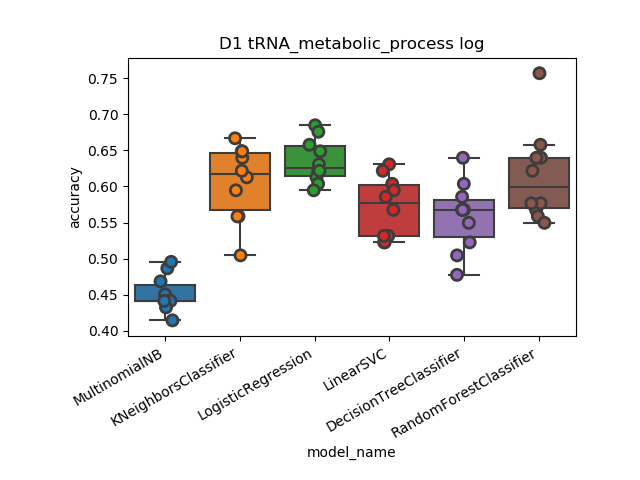 D1 tRNA_metabolic_process log
accuracy
0.75
0.70
0.65
0.60
0.55
0.50
0.45
0.40
MultinomialNB
KNeighborsClassifier
LogisticRegression
LinearSVC
DecisionTreeClassifier
RandomForestClassifier
model_name